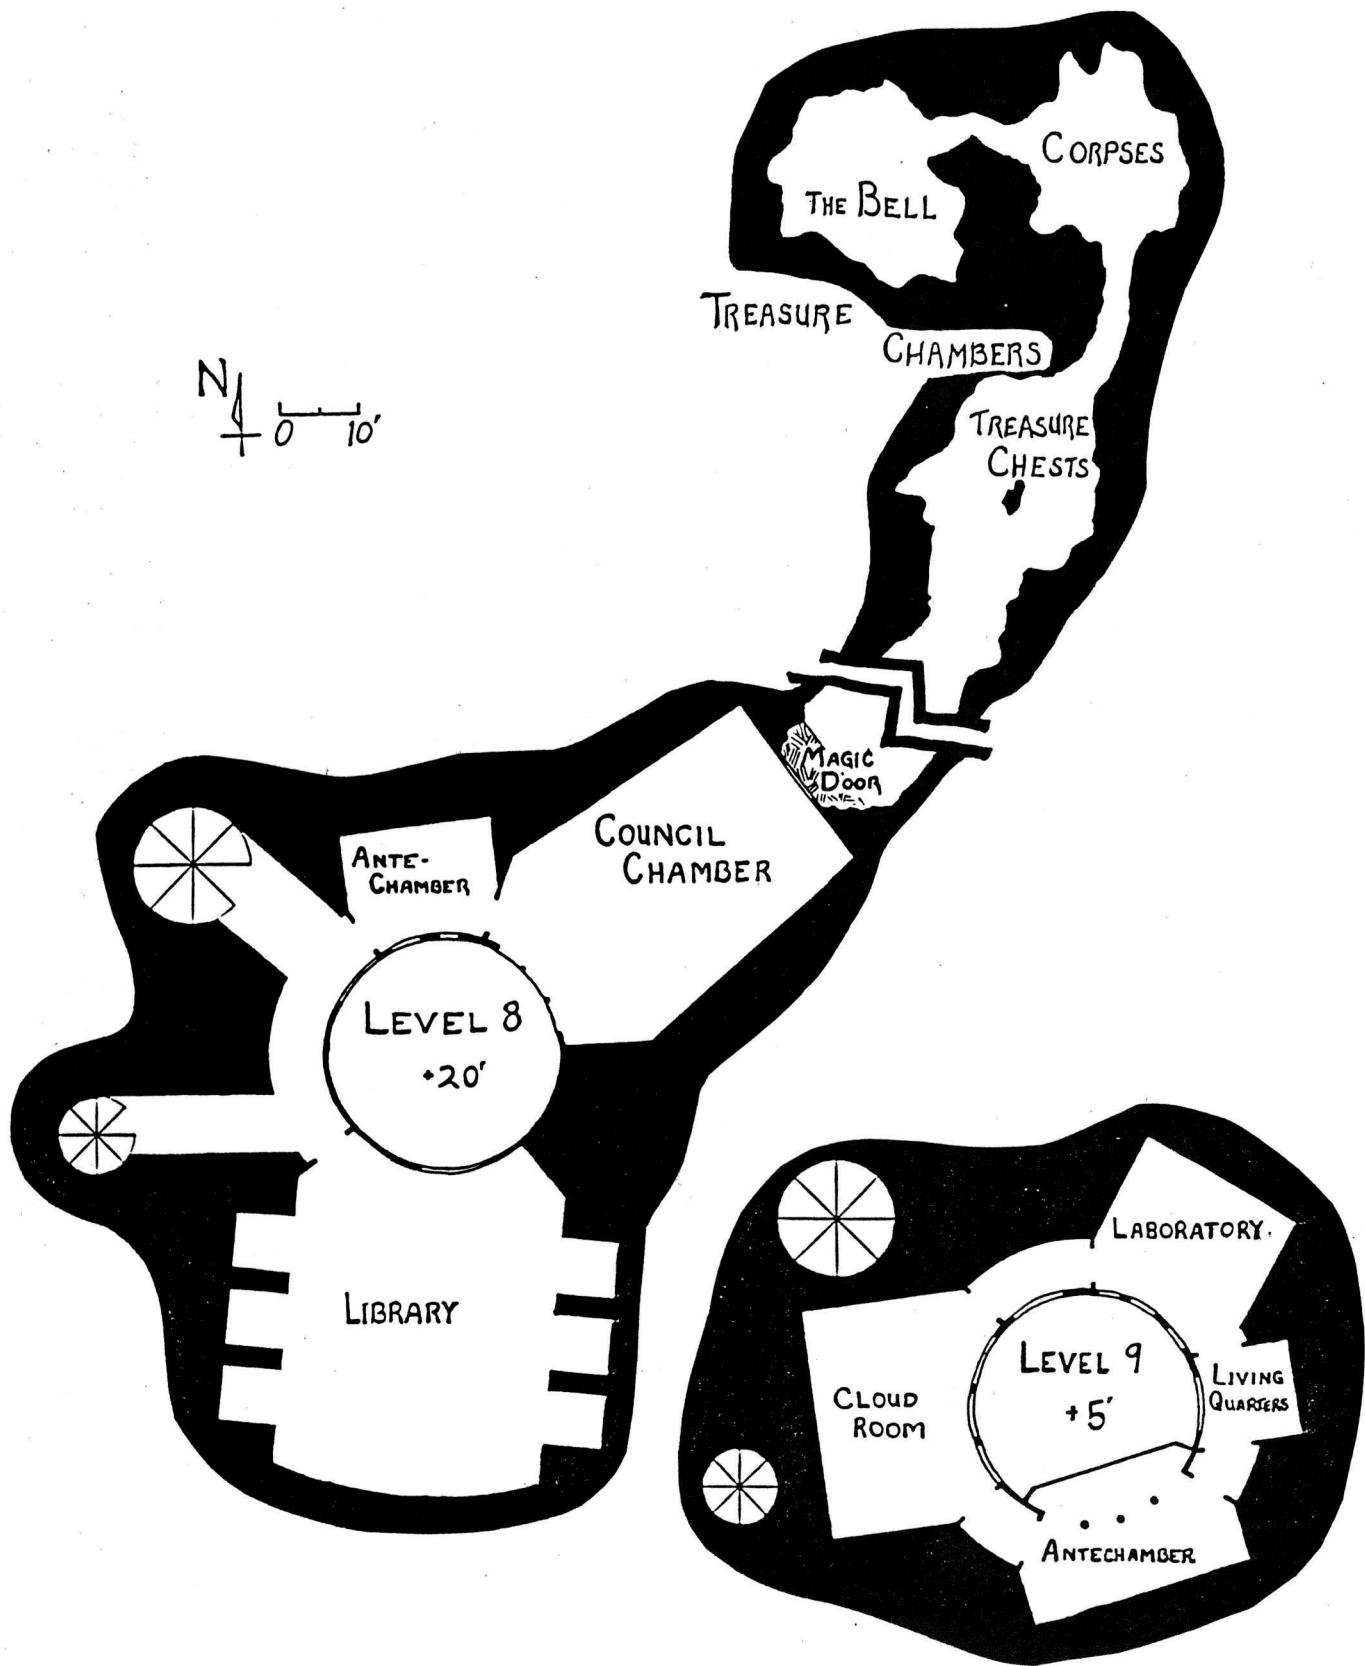 CORPSES
THE BELL
TREASURE
CHAMBERS
N
0 10'
TREASURE
CHESTS
MAGIC
DOOR
COUNCIL
CHAMBER
ANTE-
CHAMBER
LEVEL 8
+20'
LIBRARY
LABORATORY
LEVEL 9
+5'
LIVING
QUARTERS
CLOUD
ROOM
ANTECHAMBER